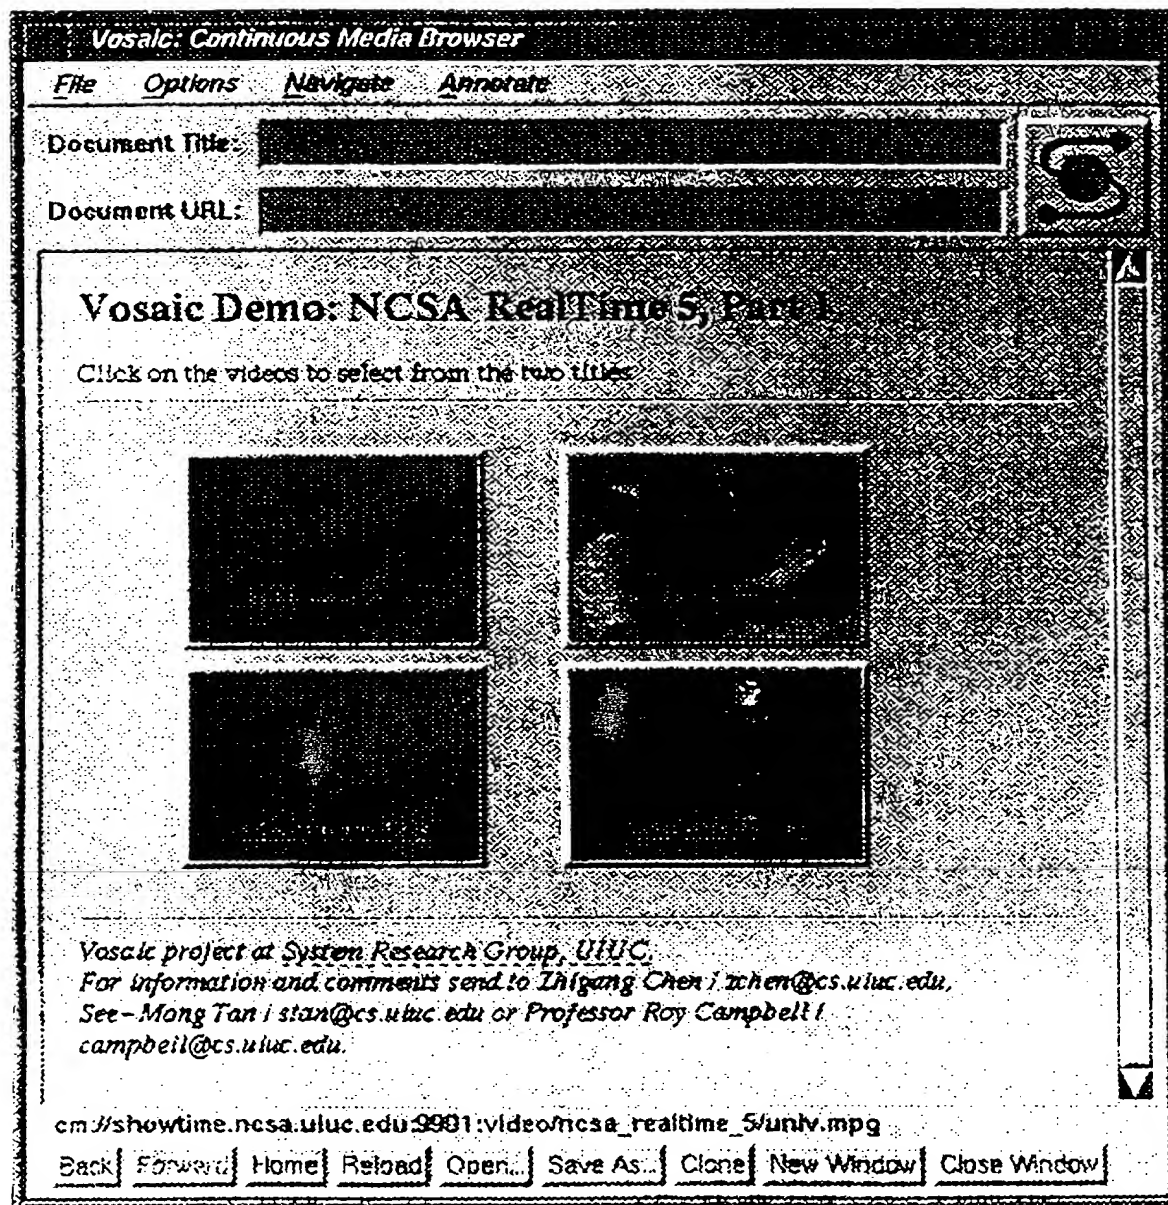 Vosaic: Continuous Media Browser
File Options Navigate Annotate
Document Title:
Document URL:
Vosaic Demo: NCSA RealTime 5, Part 1
Click on the videos to select from the two titles
Vosaic project at System Research Group, UIUC.
For information and comments send to Zhigang Chen / zchen@cs.uiuc.edu,
See-Mong Tan / stan@cs.uiuc.edu or Professor Roy Campbell /
campbell@cs.uiuc.edu.
cm://showtime.ncsa.uiuc.edu:9901:video/ncsa_realtime_5/univ.mpg
Back Forward Home Reload Open... Save As... Clone New Window Close Window